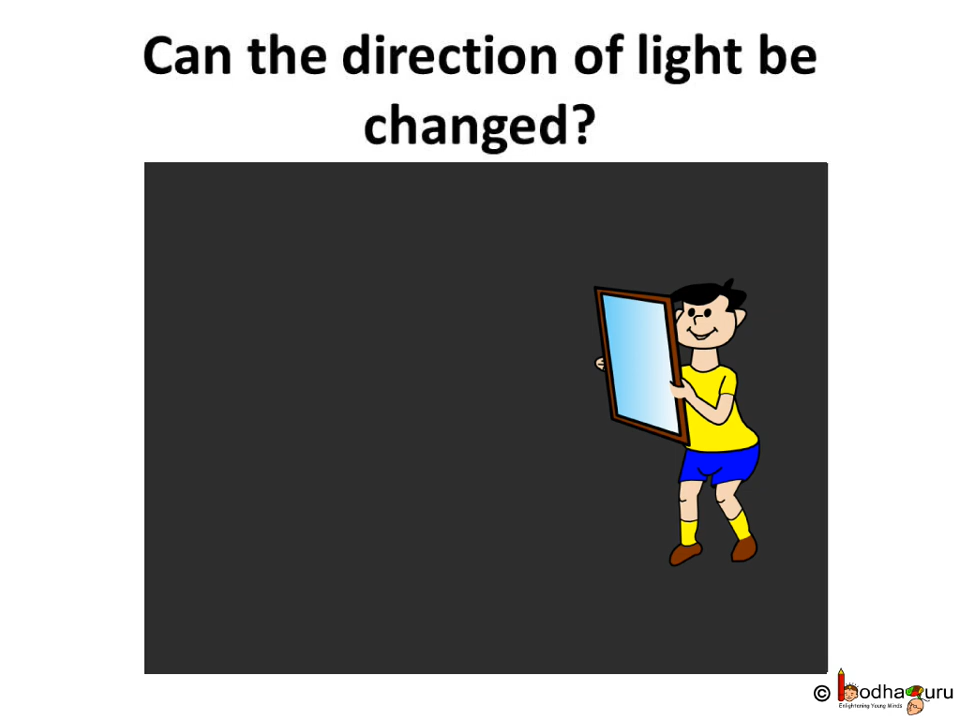 Can the direction of light be
changed?
© BodhaGuru
Enlightening Young Minds